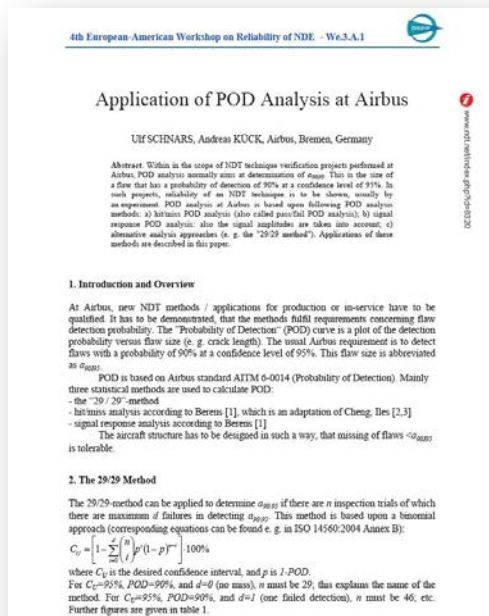 4th European-American Workshop on Reliability of NDE - We.3.A.1
Application of POD Analysis at Airbus
Ulf SCHNARS, Andreas KÜCK, Airbus, Bremen, Germany
Abstract. Within in the scope of NDT technique verification projects performed at
Airbus, POD analysis normally aims at determination of a90/95. This is the size of
a flaw that has a probability of detection of 90% at a confidence level of 95%. In
such projects, reliability of an NDT technique is to be shown, usually by
an experiment. POD analysis at Airbus is based upon following POD analysis
methods: a) hit/miss POD analysis (also called pass/fail POD analysis); b) signal
response POD analysis: also the signal amplitudes are taken into account; c)
alternative analysis approaches (e. g. the "29/29 method"). Applications of these
methods are described in this paper.
www.ndt.net/index.php?id=8320
1. Introduction and Overview
At Airbus, new NDT methods / applications for production or in-service have to be
qualified. It has to be demonstrated, that the methods fulfil requirements concerning flaw
detection probability. The "Probability of Detection" (POD) curve is a plot of the detection
probability versus flaw size (e. g. crack length). The usual Airbus requirement is to detect
flaws with a probability of 90% at a confidence level of 95%. This flaw size is abbreviated
as a90/95.
POD is based on Airbus standard AITM 6-0014 (Probability of Detection). Mainly
three statistical methods are used to calculate POD:
- the "29 / 29"-method
- hit/miss analysis according to Berens [1], which is an adaptation of Cheng, Iles [2,3]
- signal response analysis according to Berens [1]
The aircraft structure has to be designed in such a way, that missing of flaws <a90/95
is tolerable.
2. The 29/29 Method
The 29/29-method can be applied to determine a90/95 if there are n inspection trials of which
there are maximum d failures in detecting a90/95. This method is based upon a binomial
approach (corresponding equations can be found e. g. in ISO 14560:2004 Annex B):
where CU is the desired confidence interval, and p is 1-POD.
For CU=95%, POD=90%, and d=0 (no miss), n must be 29; this explains the name of the
method. For CU=95%, POD=90%, and d=1 (one failed detection), n must be 46; etc.
Further figures are given in table 1.